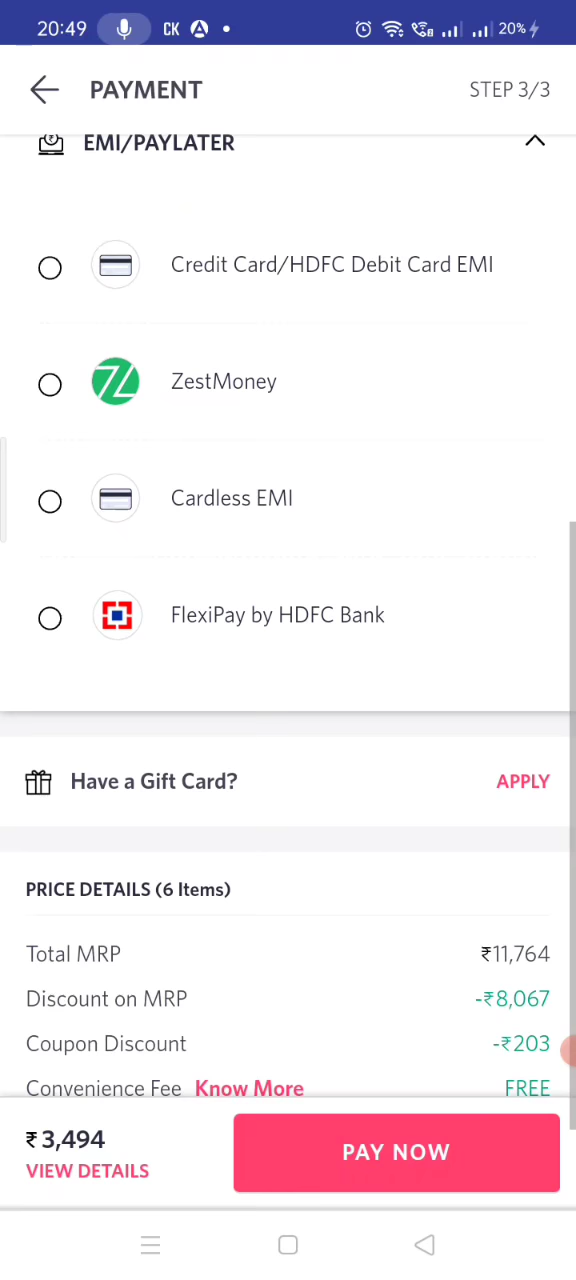 20:49 CK 20%
PAYMENT STEP 3/3
EMI/PAYLATER
Credit Card/HDFC Debit Card EMI
ZestMoney
Cardless EMI
FlexiPay by HDFC Bank
Have a Gift Card? APPLY
PRICE DETAILS (6 Items)
Total MRP ₹11,764
Discount on MRP -₹8,067
Coupon Discount -₹203
Convenience Fee Know More FREE
₹3,494
VIEW DETAILS
PAY NOW